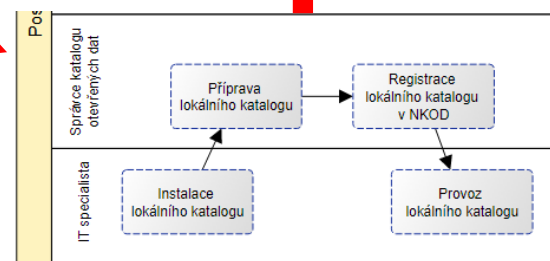 Pos
Správce katalogu
otevřených dat
Příprava
lokálního katalogu
Registrace
lokálního katalogu
v NKOD
IT specialista
Instalace
lokálního katalogu
Provoz
lokálního katalogu